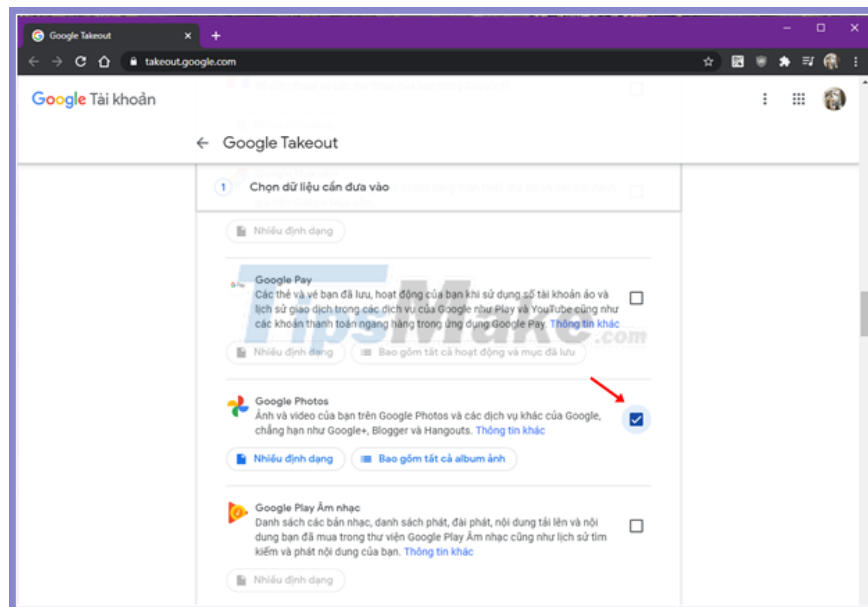 Google Takeout
takeout.google.com
Google Tài khoản
Google Takeout
1 Chọn dữ liệu cần đưa vào
Nhiều định dạng
G Pay
Google Pay
Các thẻ và vé bạn đã lưu, hoạt động của bạn khi sử dụng số tài khoản ảo và
lịch sử giao dịch trong các dịch vụ của Google như Play và YouTube cũng như
các khoản thanh toán ngang hàng trong ứng dụng Google Pay. Thông tin khác
TipsMake.com
Nhiều định dạng Bao gồm tất cả hoạt động và mục đã lưu
Google Photos
Ảnh và video của bạn trên Google Photos và các dịch vụ khác của Google,
chẳng hạn như Google+, Blogger và Hangouts. Thông tin khác
Nhiều định dạng Bao gồm tất cả album ảnh
Google Play Âm nhạc
Danh sách các bản nhạc, danh sách phát, đài phát, nội dung tải lên và nội
dung bạn đã mua trong thư viện Google Play Âm nhạc cũng như lịch sử tìm
kiếm và phát nội dung của bạn. Thông tin khác
Nhiều định dạng